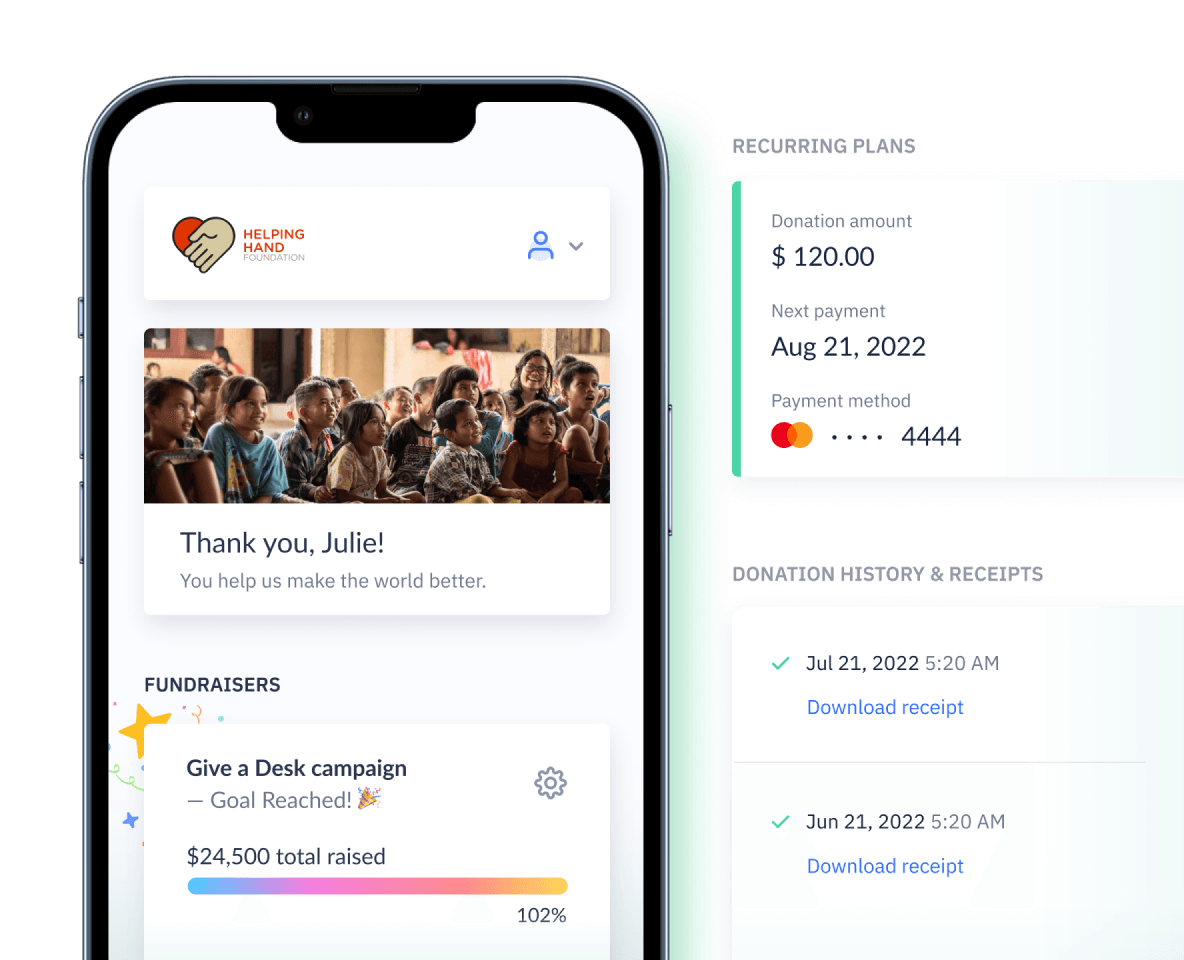 HELPING
HAND
FOUNDATION
Thank you, Julie!
You help us make the world better.
FUNDRAISERS
Give a Desk campaign
— Goal Reached! 🎉
$24,500 total raised
102%
RECURRING PLANS
Donation amount
$ 120.00
Next payment
Aug 21, 2022
Payment method
• • • • 4444
DONATION HISTORY & RECEIPTS
Jul 21, 2022 5:20 AM
Download receipt
Jun 21, 2022 5:20 AM
Download receipt